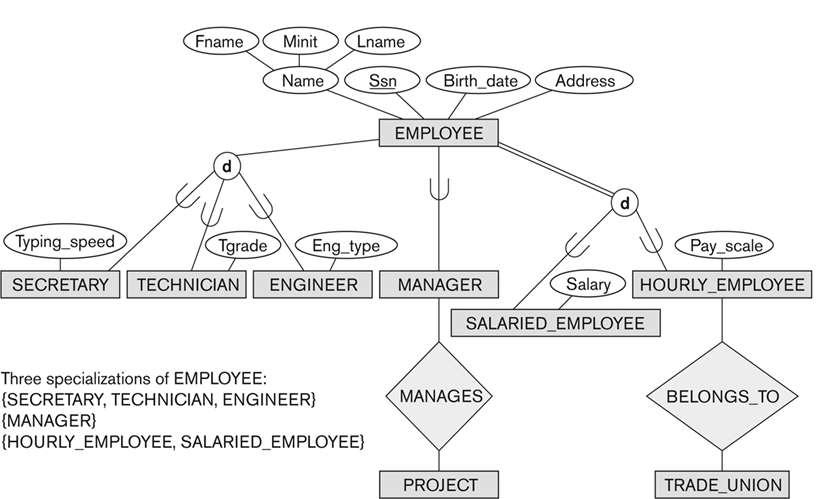 Fname Minit Lname
Name Ssn Birth_date Address
EMPLOYEE
d
d
Typing_speed Tgrade Eng_type Pay_scale
SECRETARY TECHNICIAN ENGINEER MANAGER Salary HOURLY_EMPLOYEE
SALARIED_EMPLOYEE
Three specializations of EMPLOYEE:
{SECRETARY, TECHNICIAN, ENGINEER}
{MANAGER}
{HOURLY_EMPLOYEE, SALARIED_EMPLOYEE}
MANAGES BELONGS_TO
PROJECT TRADE_UNION